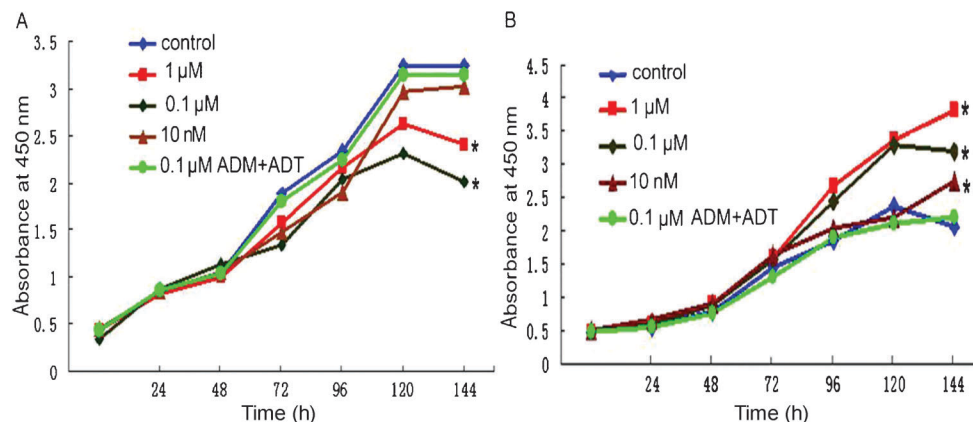 A
Absorbance at 450 nm
3.5
3
2.5
2
1.5
1
0.5
0
control
1 µM
0.1 µM
10 nM
0.1 µM ADM+ADT
*
*
24 48 72 96 120 144
Time (h)
B
Absorbance at 450 nm
4.5
4
3.5
3
2.5
2
1.5
1
0.5
0
control
1 µM
0.1 µM
10 nM
0.1 µM ADM+ADT
*
*
*
24 48 72 96 120 144
Time (h)